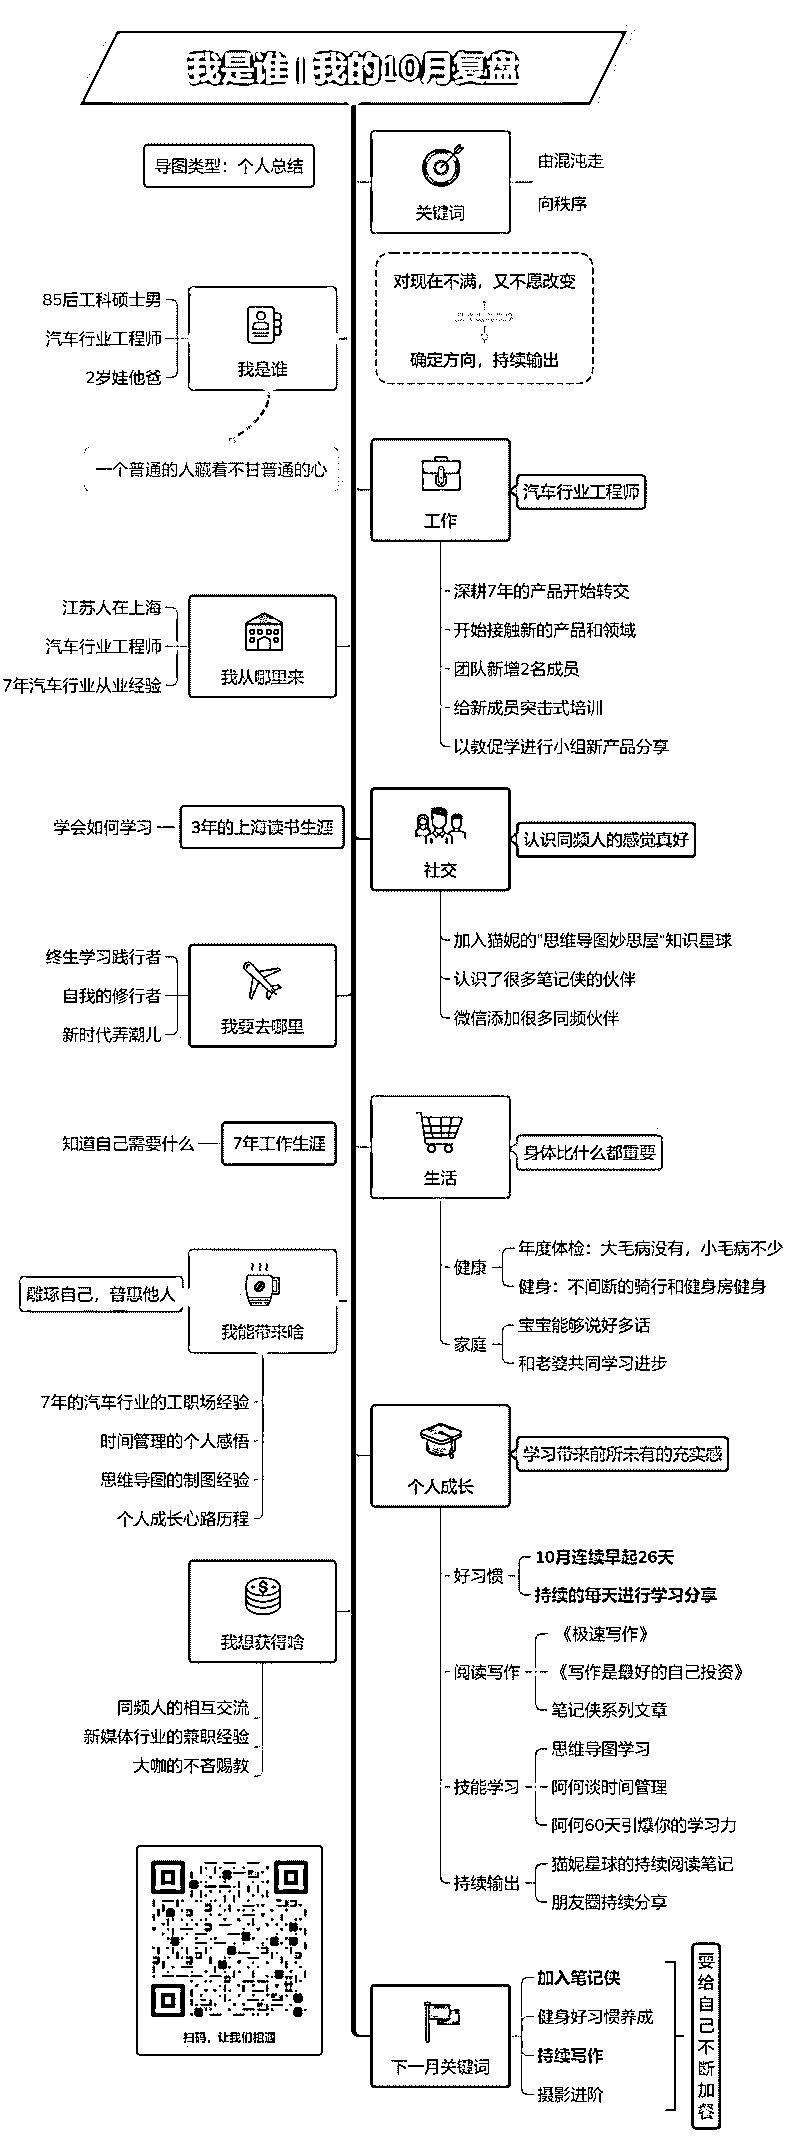 我是谁 | 我的10月复盘
导图类型：个人总结
关键词
由混沌走
向秩序
对现在不满，又不愿改变
确定方向，持续输出
85后工科硕士男
汽车行业工程师
2岁娃他爸
我是谁
一个普通的人藏着不甘普通的心
工作
汽车行业工程师
深耕7年的产品开始转交
开始接触新的产品和领域
团队新增2名成员
给新成员突击式培训
以教促学进行小组新产品分享
江苏人在上海
汽车行业工程师
7年汽车行业从业经验
我从哪里来
学会如何学习
3年的上海读书生涯
社交
认识同频人的感觉真好
加入猫妮的"思维导图妙思屋"知识星球
认识了很多笔记侠的伙伴
微信添加很多同频伙伴
终生学习践行者
自我的修行者
新时代弄潮儿
我要去哪里
知道自己需要什么
7年工作生涯
生活
身体比什么都重要
健康
年度体检：大毛病没有，小毛病不少
健身：不间断的骑行和健身房健身
家庭
宝宝能够说好多话
和老婆共同学习进步
雕琢自己，普惠他人
我能带来啥
7年的汽车行业的工职场经验
时间管理的个人感悟
思维导图的制图经验
个人成长心路历程
个人成长
学习带来前所未有的充实感
好习惯
10月连续早起26天
持续的每天进行学习分享
阅读写作
《极速写作》
《写作是最好的自己投资》
笔记侠系列文章
技能学习
思维导图学习
阿何谈时间管理
阿何60天引爆你的学习力
持续输出
猫妮星球的持续阅读笔记
朋友圈持续分享
我想获得啥
同频人的相互交流
新媒体行业的兼职经验
大咖的不吝赐教
扫码，让我们相遇
下一月关键词
加入笔记侠
健身好习惯养成
持续写作
摄影进阶
要给自己不断加餐